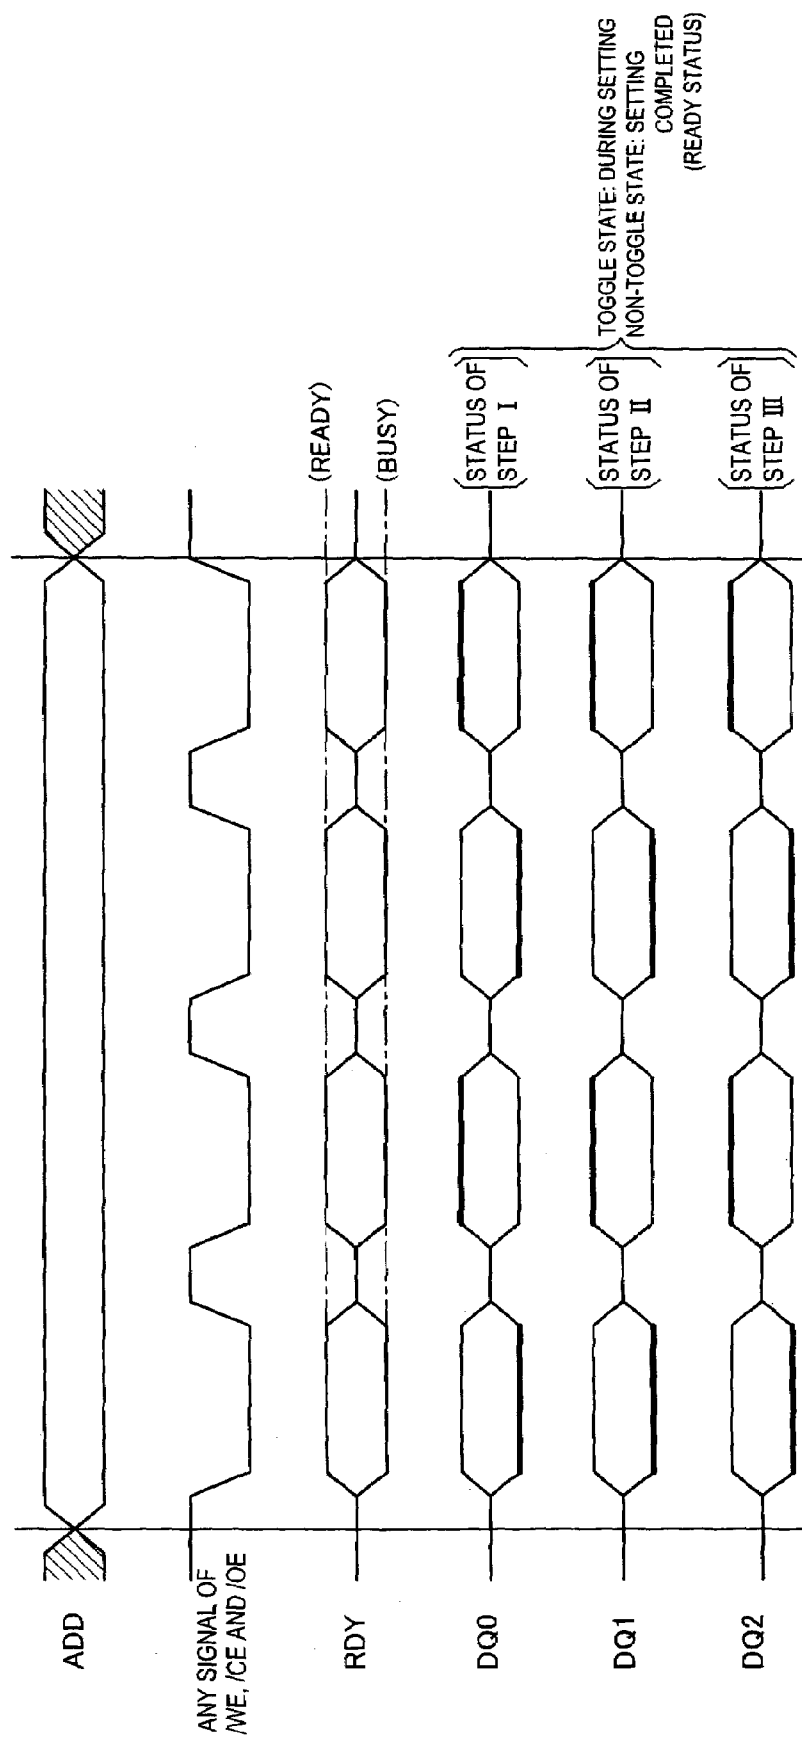 ADD
ANY SIGNAL OF
/WE, /CE AND /OE
RDY
(READY)
(BUSY)
DQ0
(STATUS OF
STEP I)
DQ1
(STATUS OF
STEP II)
DQ2
(STATUS OF
STEP III)
TOGGLE STATE: DURING SETTING
NON-TOGGLE STATE: SETTING
COMPLETED
(READY STATUS)